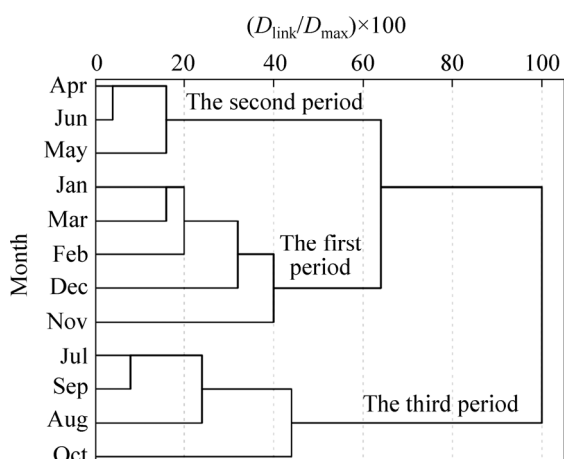 (D_link/D_max)×100
0 20 40 60 80 100
Apr
The second period
Jun
May
Jan
Mar
The first
period
Feb
Dec
Nov
Jul
Sep
The third period
Aug
Oct
Month